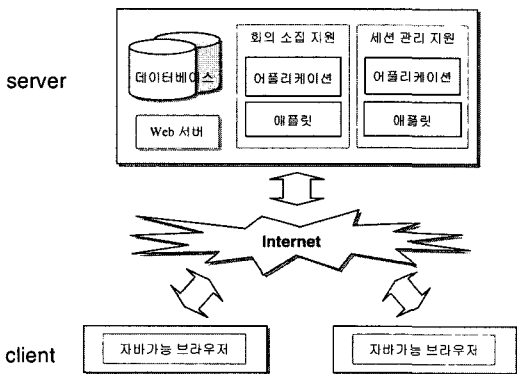 server
데이터베이스
Web 서버
회의 소집 지원
어플리케이션
애플릿
세션 관리 지원
어플리케이션
애플릿
Internet
client
자바가능 브라우저
자바가능 브라우저